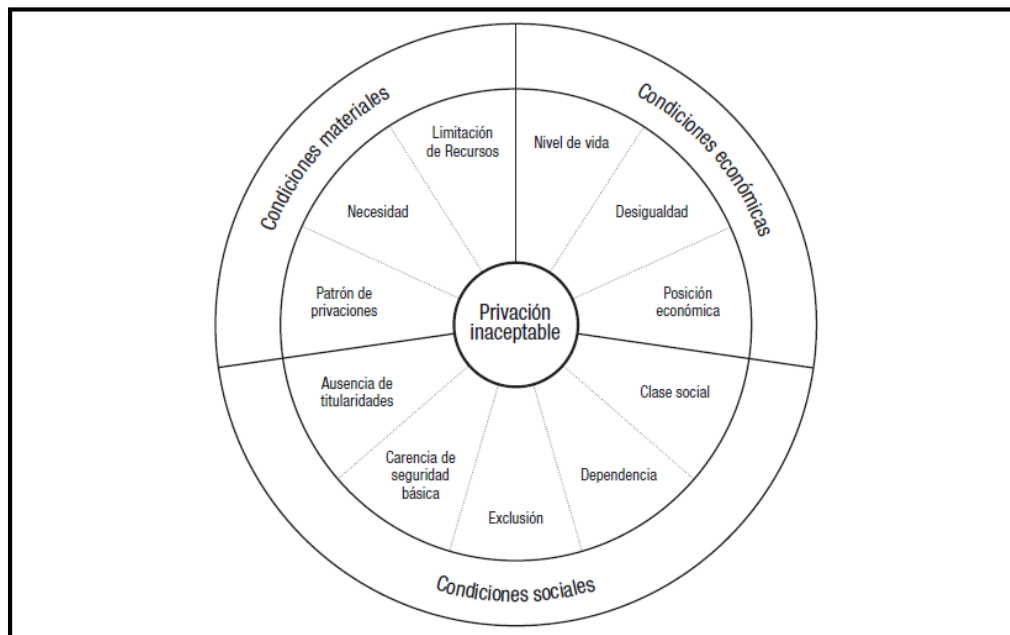 Condiciones materiales
Condiciones económicas
Limitación
de Recursos
Nivel de vida
Necesidad
Desigualdad
Patrón de
privaciones
Privación
inaceptable
Posición
económica
Ausencia de
titularidades
Clase social
Carencia de
seguridad
básica
Dependencia
Exclusión
Condiciones sociales